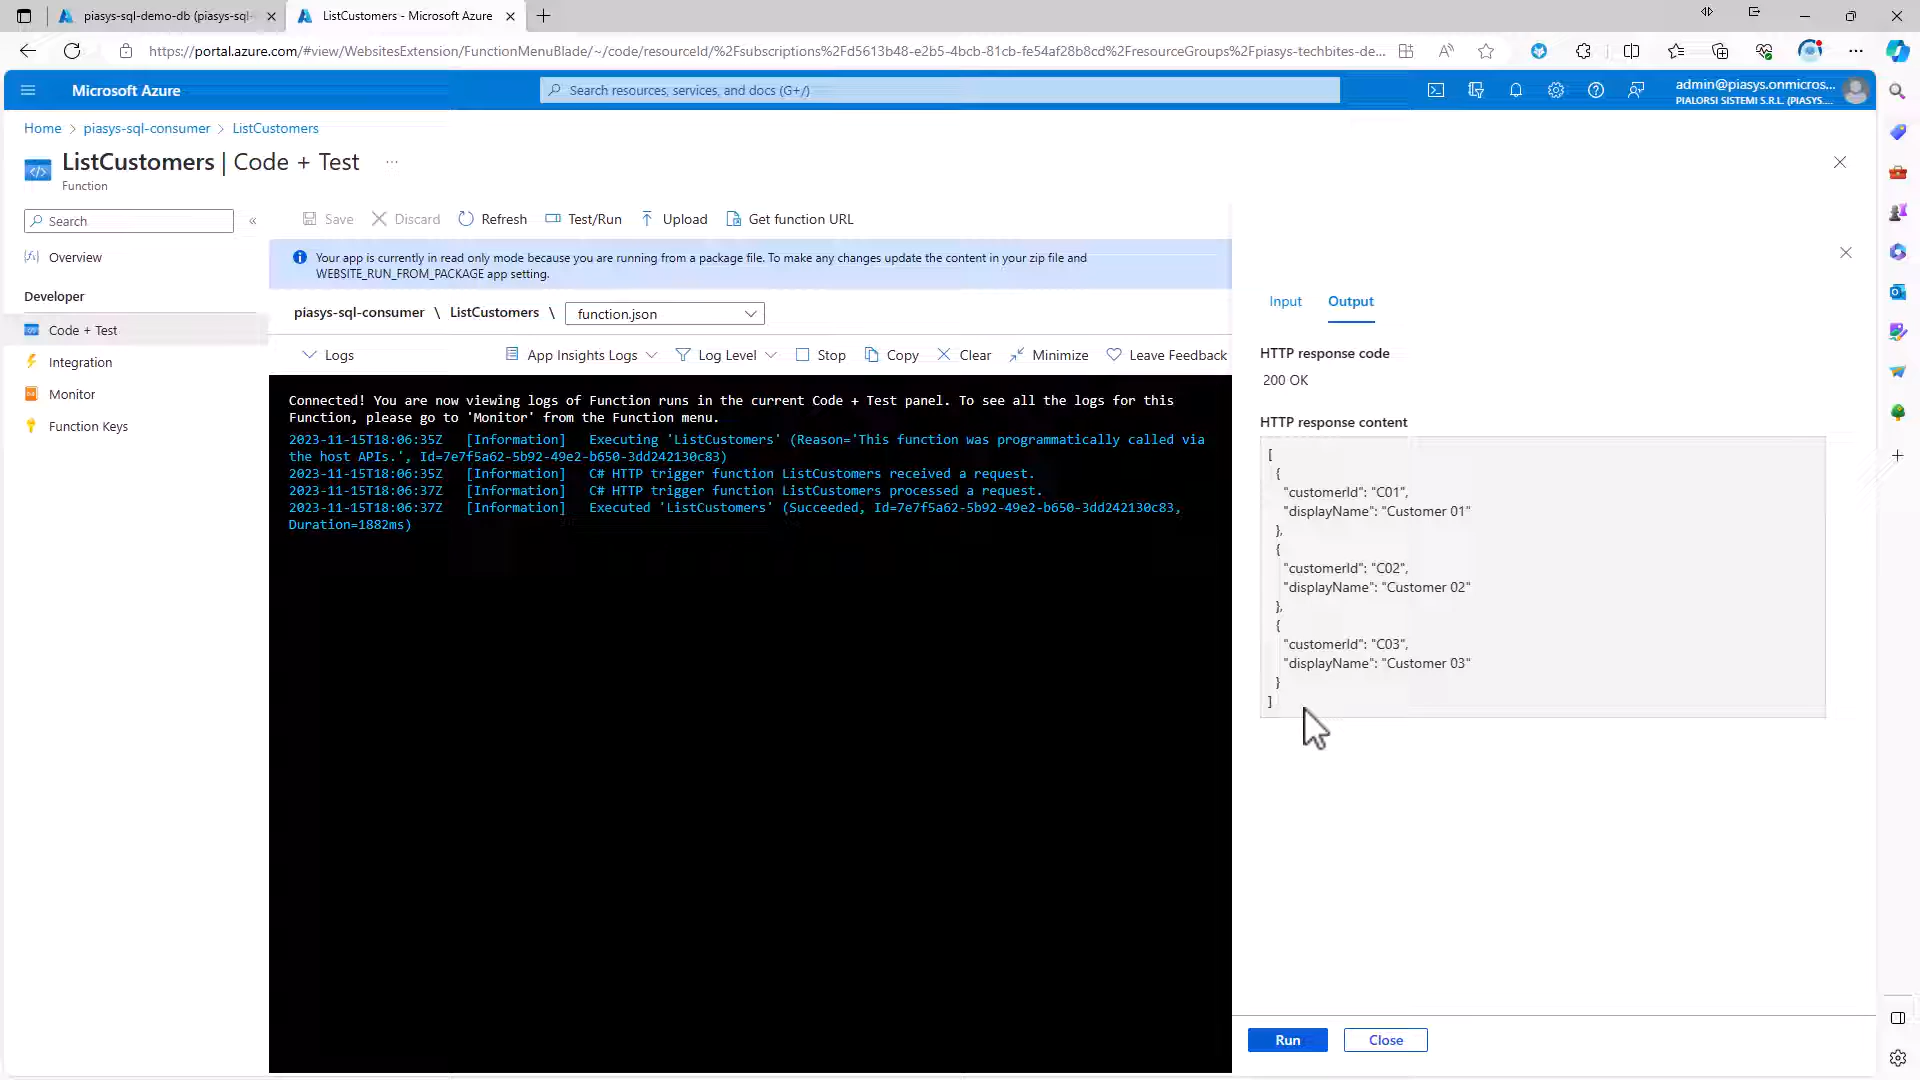 piasys-sql-demo-db (piasys-sql-
ListCustomers - Microsoft Azure
https://portal.azure.com/#view/WebsitesExtension/FunctionMenuBlade/~/code/resourceId/%2Fsubscriptions%2Fd5613b48-e2b5-4bcb-81cb-fe54af28b8cd%2FresourceGroups%2Fpiasys-techbites-de...
Microsoft Azure
Search resources, services, and docs (G+/)
admin@piasys.onmicros...
PIALORSI SISTEMI S.R.L. (PIASYS....
Home > piasys-sql-consumer > ListCustomers
ListCustomers | Code + Test ...
Function
Search
Overview
Developer
Code + Test
Integration
Monitor
Function Keys
Save Discard Refresh Test/Run Upload Get function URL
Your app is currently in read only mode because you are running from a package file. To make any changes update the content in your zip file and
WEBSITE_RUN_FROM_PACKAGE app setting.
piasys-sql-consumer \ ListCustomers \ function.json
Logs App Insights Logs Log Level Stop Copy Clear Minimize Leave Feedback
Connected! You are now viewing logs of Function runs in the current Code + Test panel. To see all the logs for this
Function, please go to 'Monitor' from the Function menu.
2023-11-15T18:06:35Z [Information] Executing 'ListCustomers' (Reason='This function was programmatically called via
the host APIs.', Id=7e7f5a62-5b92-49e2-b650-3dd242130c83)
2023-11-15T18:06:35Z [Information] C# HTTP trigger function ListCustomers received a request.
2023-11-15T18:06:37Z [Information] C# HTTP trigger function ListCustomers processed a request.
2023-11-15T18:06:37Z [Information] Executed 'ListCustomers' (Succeeded, Id=7e7f5a62-5b92-49e2-b650-3dd242130c83,
Duration=1882ms)
Input Output
HTTP response code
200 OK
HTTP response content
[
{
"customerId": "C01",
"displayName": "Customer 01"
},
{
"customerId": "C02",
"displayName": "Customer 02"
},
{
"customerId": "C03",
"displayName": "Customer 03"
}
]
Run
Close